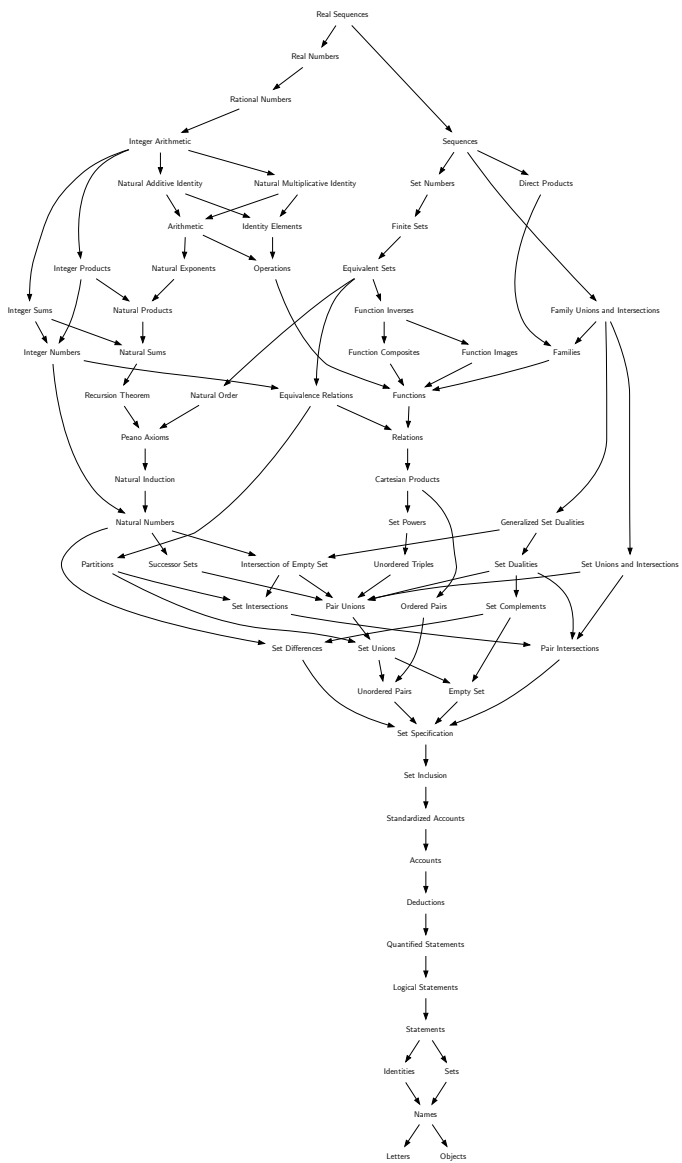 Real Sequences
Real Numbers
Rational Numbers
Integer Arithmetic Sequences
Natural Additive Identity Natural Multiplicative Identity Set Numbers Direct Products
Arithmetic Identity Elements Finite Sets
Integer Products Natural Exponents Operations Equivalent Sets
Integer Sums Natural Products Function Inverses Family Unions and Intersections
Integer Numbers Natural Sums Function Composites Function Images Families
Recursion Theorem Natural Order Equivalence Relations Functions
Peano Axioms Relations
Natural Induction Cartesian Products
Natural Numbers Set Powers Generalized Set Dualities
Partitions Successor Sets Intersection of Empty Set Unordered Triples Set Dualities Set Unions and Intersections
Set Intersections Pair Unions Ordered Pairs Set Complements
Set Differences Set Unions Pair Intersections
Unordered Pairs Empty Set
Set Specification
Set Inclusion
Standardized Accounts
Accounts
Deductions
Quantified Statements
Logical Statements
Statements
Identities Sets
Names
Letters Objects